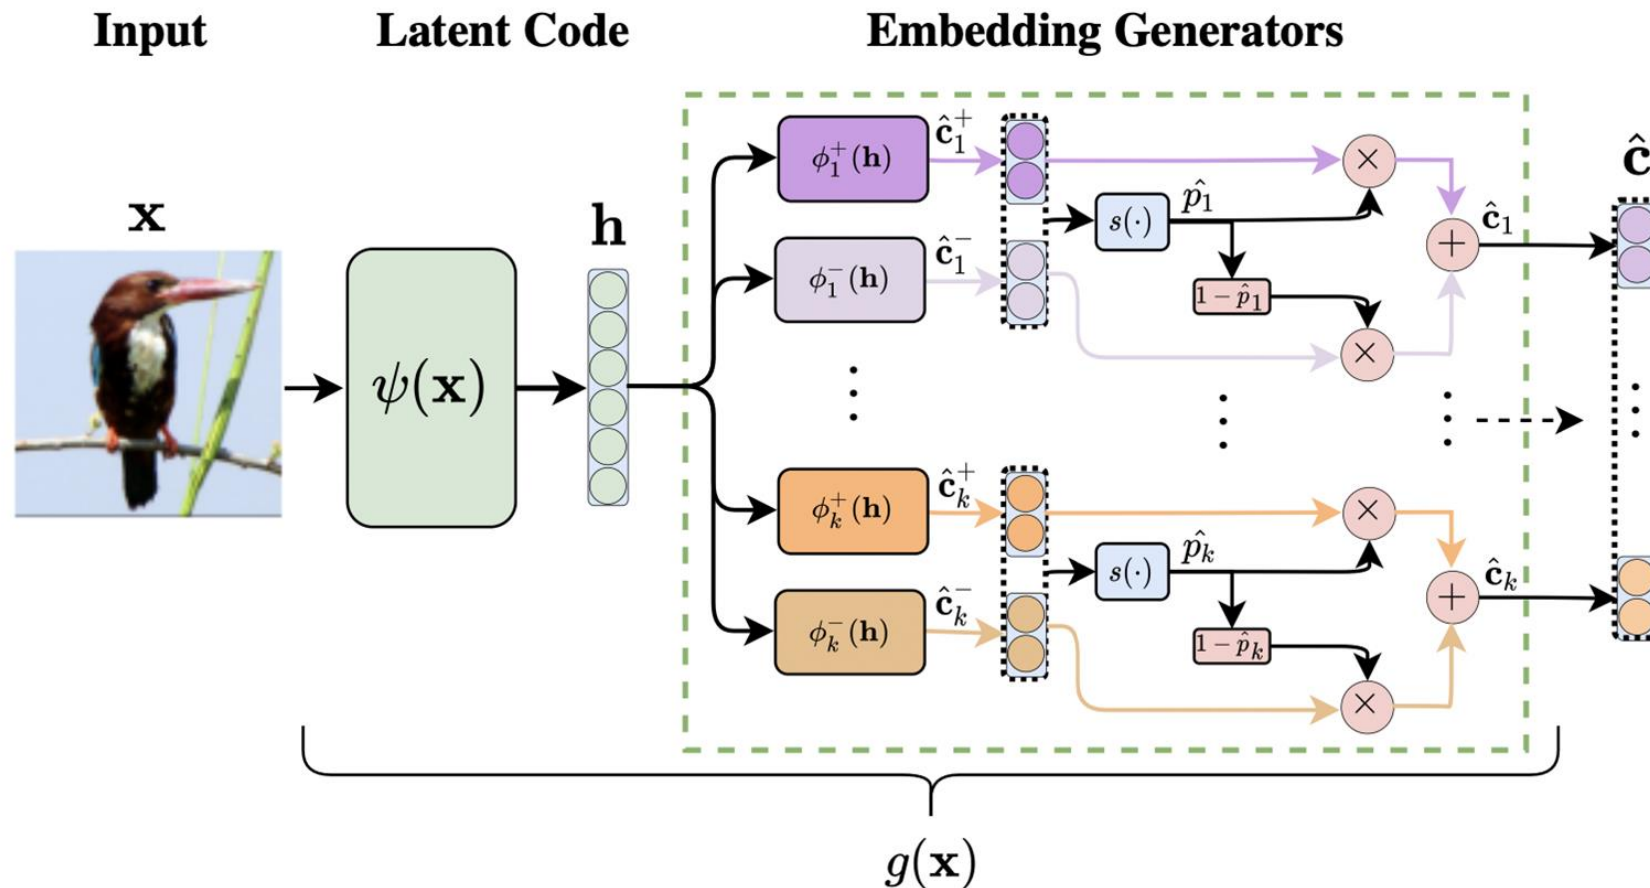 Input Latent Code Embedding Generators
x
h
ψ(x)
ϕ₁⁺(h)
ĉ₁⁺
s(·)
p̂₁
×
ϕ₁⁻(h)
ĉ₁⁻
1 − p̂₁
×
+
ĉ₁
ĉ
ϕₖ⁺(h)
ĉₖ⁺
s(·)
p̂ₖ
×
ϕₖ⁻(h)
ĉₖ⁻
1 − p̂ₖ
×
+
ĉₖ
g(x)